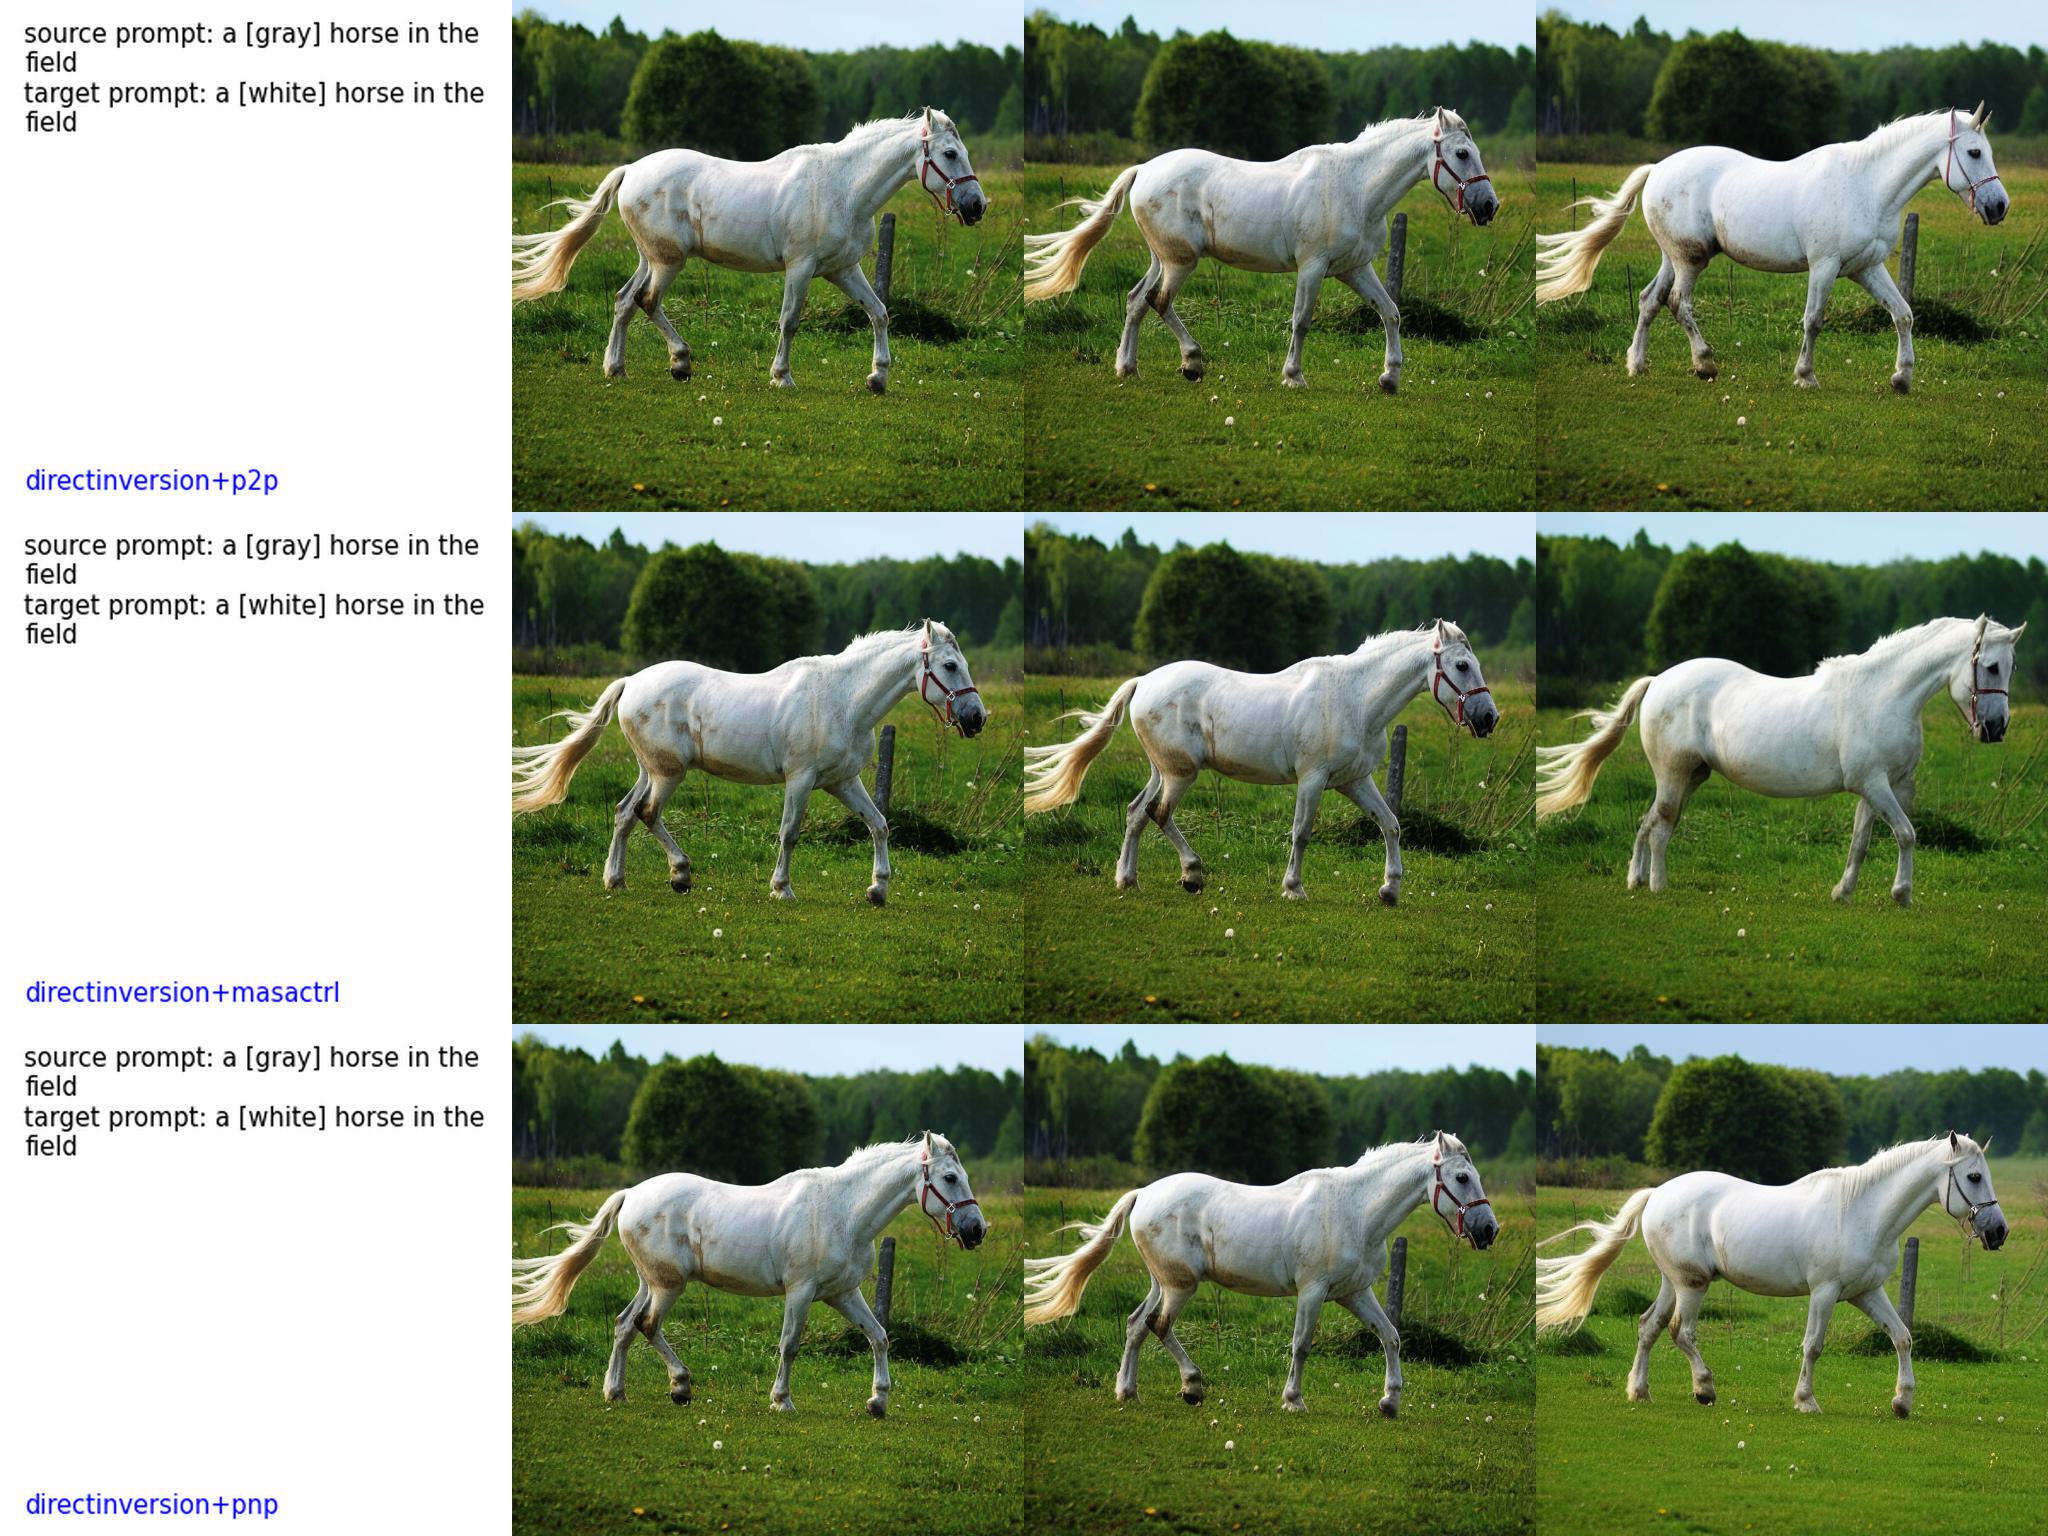 source prompt: a [gray] horse in the
field
target prompt: a [white] horse in the
field
directinversion+p2p
source prompt: a [gray] horse in the
field
target prompt: a [white] horse in the
field
directinversion+masactrl
source prompt: a [gray] horse in the
field
target prompt: a [white] horse in the
field
directinversion+pnp